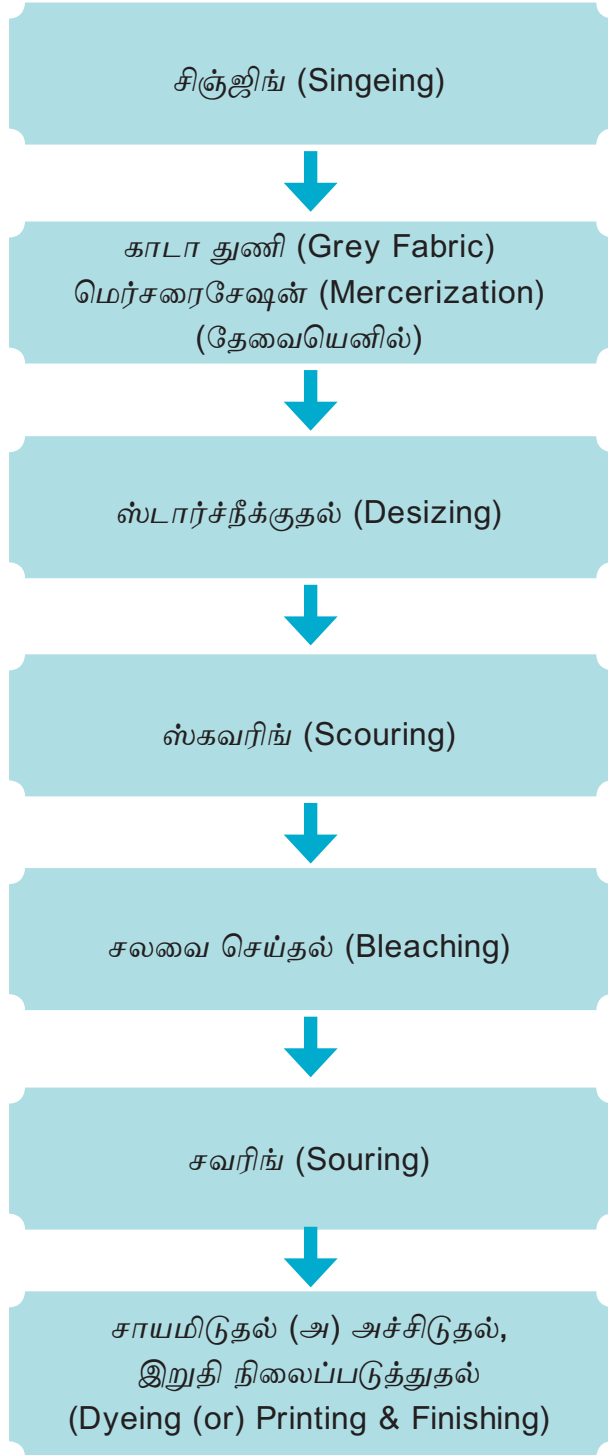 சிஞ்ஜிங் (Singeing)
காடா துணி (Grey Fabric)
மெர்சரைசேஷன் (Mercerization)
(தேவையெனில்)
ஸ்டார்ச்நீக்குதல் (Desizing)
ஸ்கவரிங் (Scouring)
சலவை செய்தல் (Bleaching)
சவரிங் (Souring)
சாயமிடுதல் (அ) அச்சிடுதல்,
இறுதி நிலைப்படுத்துதல்
(Dyeing (or) Printing & Finishing)